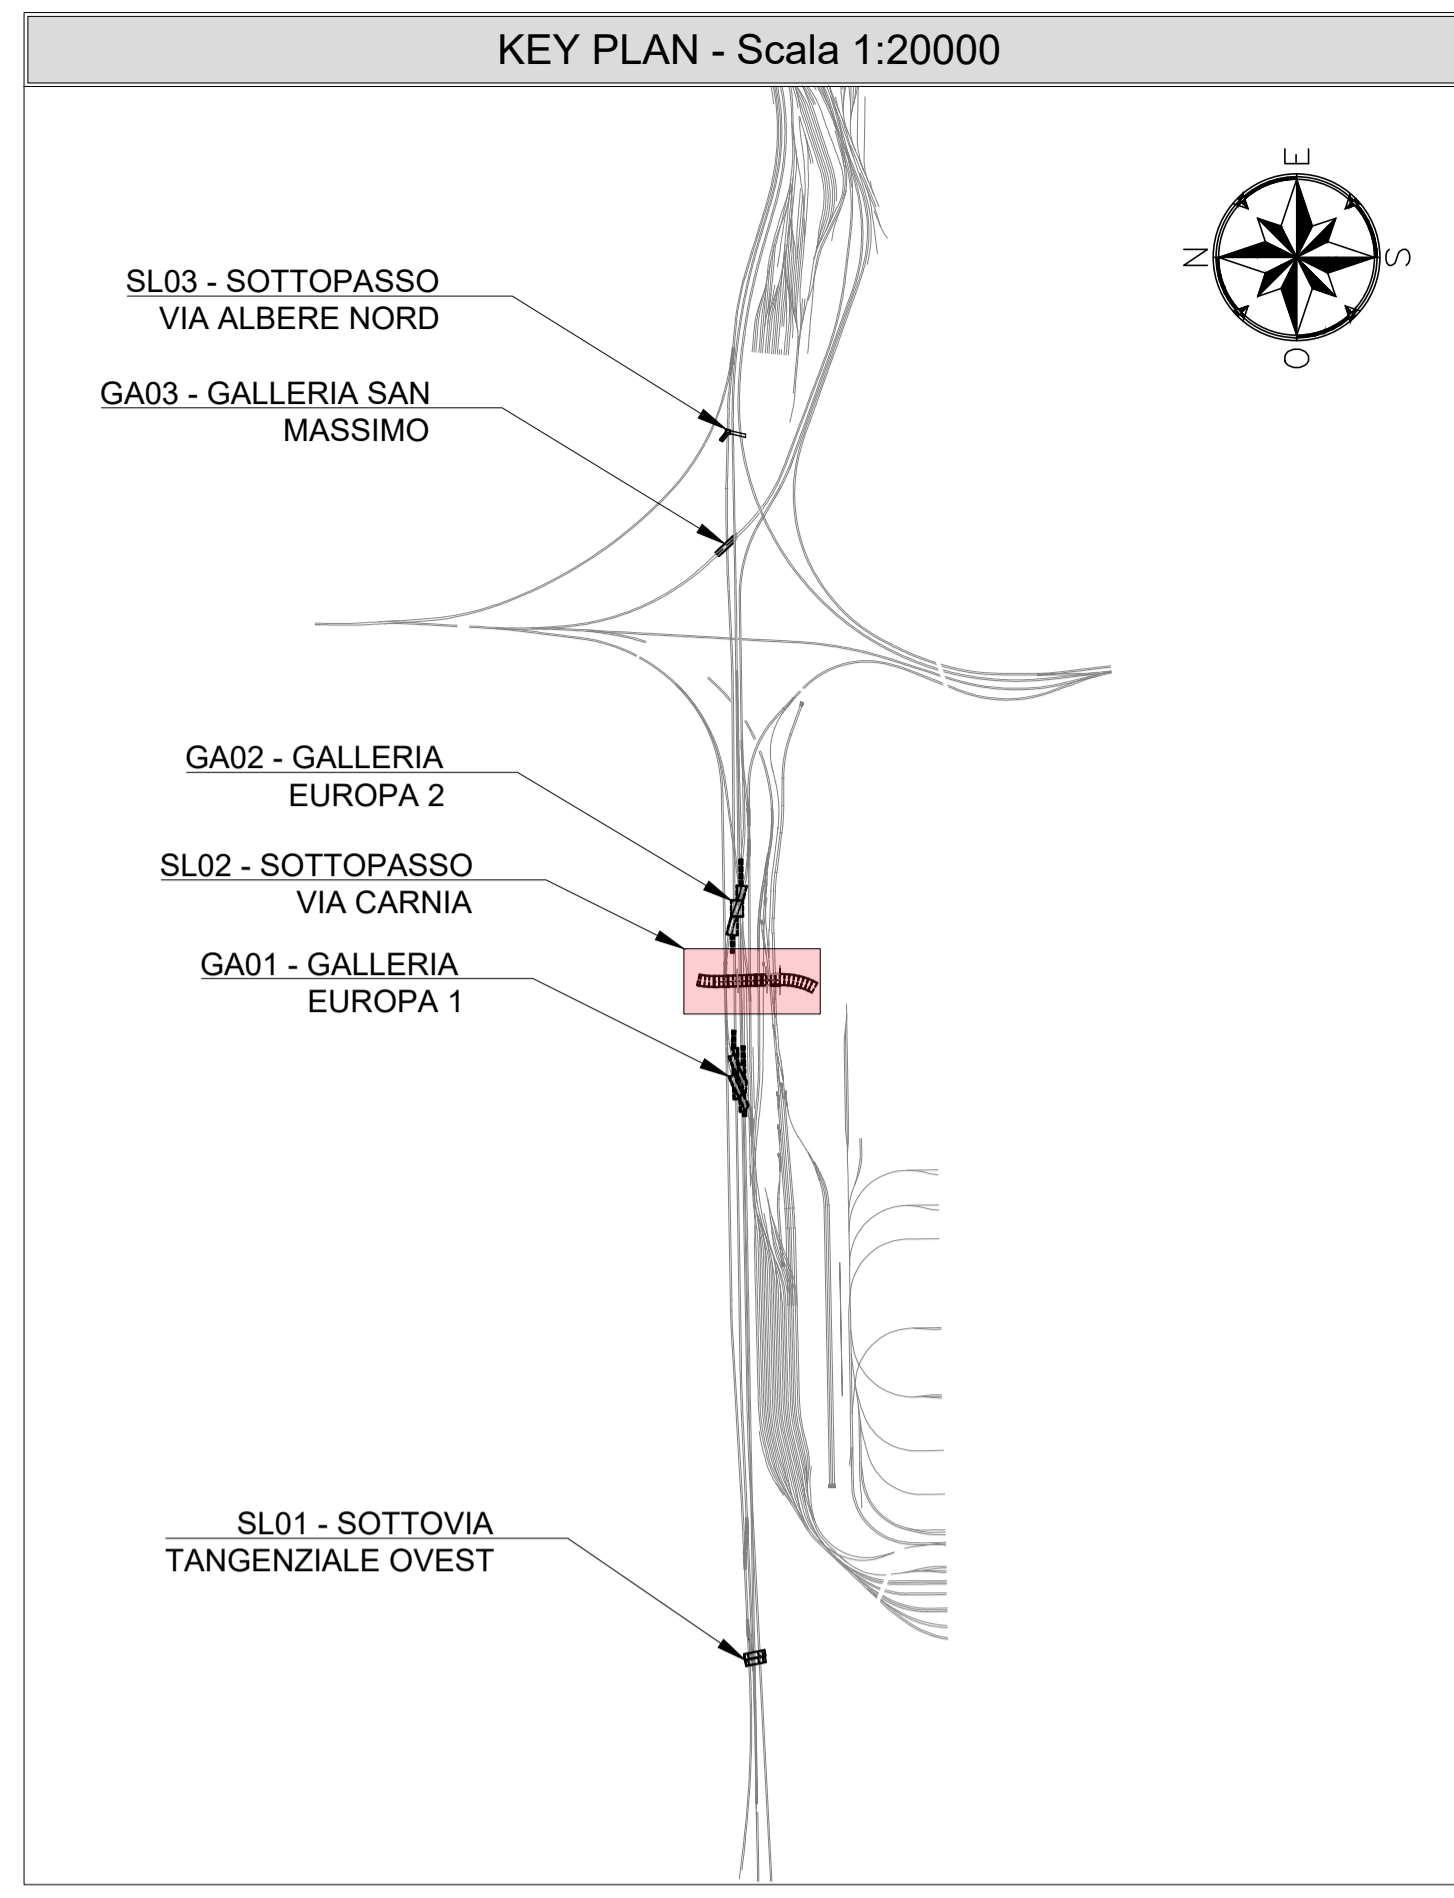 KEY PLAN - Scala 1:20000
E
N
S
O
SL03 - SOTTOPASSO
VIA ALBERE NORD
GA03 - GALLERIA SAN
MASSIMO
GA02 - GALLERIA
EUROPA 2
SL02 - SOTTOPASSO
VIA CARNIA
GA01 - GALLERIA
EUROPA 1
SL01 - SOTTOVIA
TANGENZIALE OVEST